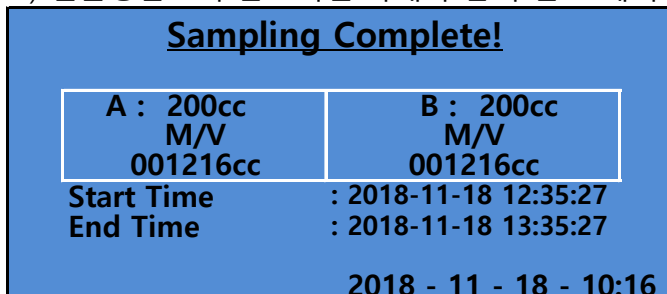 Sampling Complete!
A : 200cc
M/V
001216cc
B : 200cc
M/V
001216cc
Start Time : 2018-11-18 12:35:27
End Time : 2018-11-18 13:35:27
2018 - 11 - 18 - 10:16